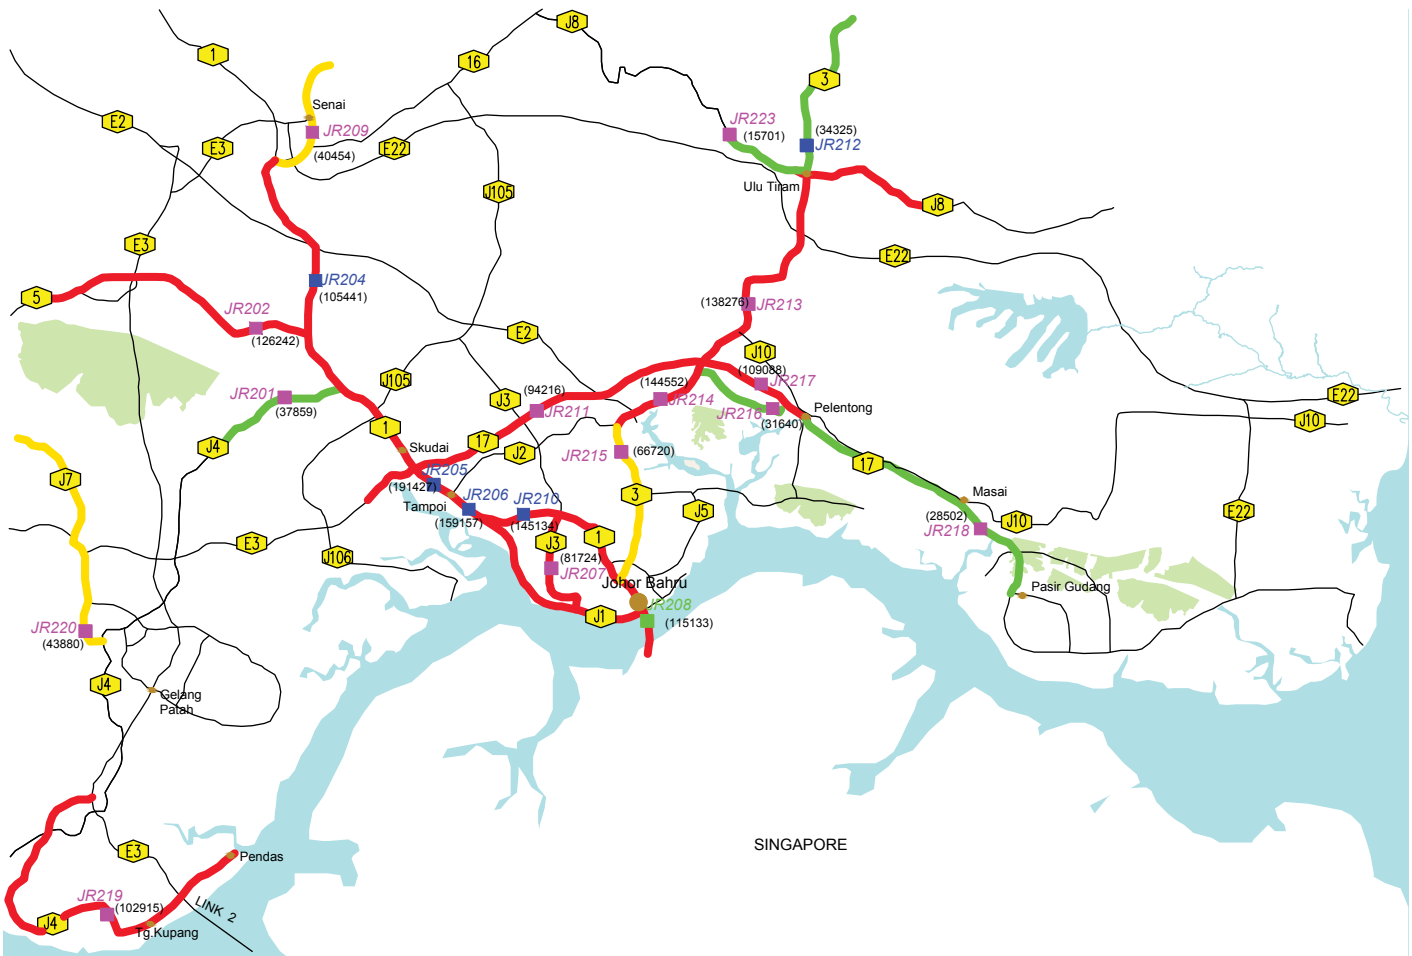 J8
1
16
3
Senai
E2
JR209
JR223
(34325)
(15701)
JR212
E3
E22
(40454)
Ulu Tiram
J105
J8
E3
E22
JR204
5
(105441)
JR202
(138276)
JR213
(126242)
E2
J10
(109088)
J105
(144552)
JR217
JR201
(94216)
E22
(37859)
J3
JR214
JR211
JR216
Pelentong
J10
(31640)
1
J4
17
Skudai
J2
JR215
(66720)
17
J7
JR205
(191427)
3
JR206
JR210
Masai
Tampoi
J5
E22
(159157)
(145134)
(28502)
J10
JR218
E3
J3
1
J106
(81724)
JR207
Johor Bahru
Pasir Gudang
JR208
J1
(115133)
JR220
(43880)
J4
Gelang
Patah
SINGAPORE
E3
Pendas
JR219
(102915)
LINK 2
J4
Tg.Kupang